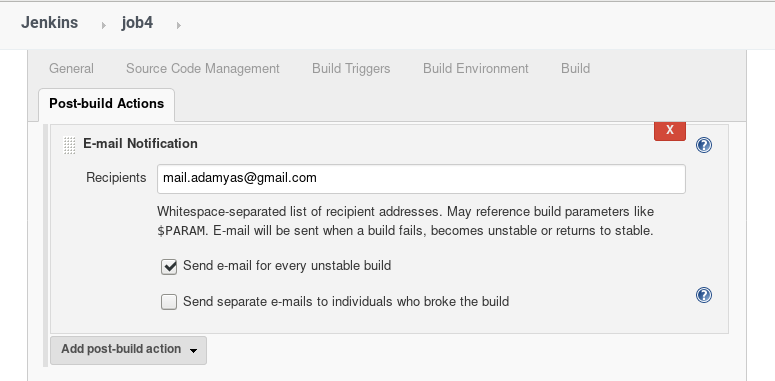 Jenkins job4
General Source Code Management Build Triggers Build Environment Build
Post-build Actions
X
E-mail Notification ?
Recipients mail.adamyas@gmail.com
Whitespace-separated list of recipient addresses. May reference build parameters like
$PARAM. E-mail will be sent when a build fails, becomes unstable or returns to stable.
Send e-mail for every unstable build
Send separate e-mails to individuals who broke the build ?
Add post-build action